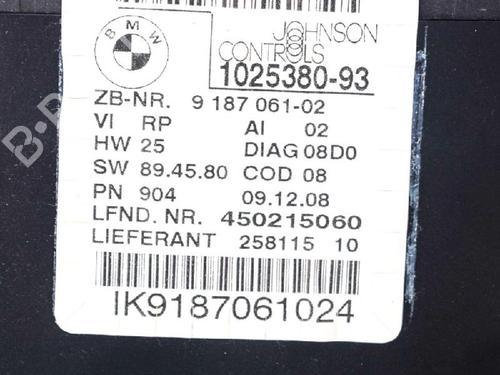 BMW
JOHNSON
CONTROLS
1025380-93
ZB-NR. 9 187 061-02
VI RP AI 02
HW 25 DIAG 08D0
SW 89.45.80 COD 08
PN 904 09.12.08
LFND. NR. 450215060
LIEFERANT 258115 10
IK9187061024